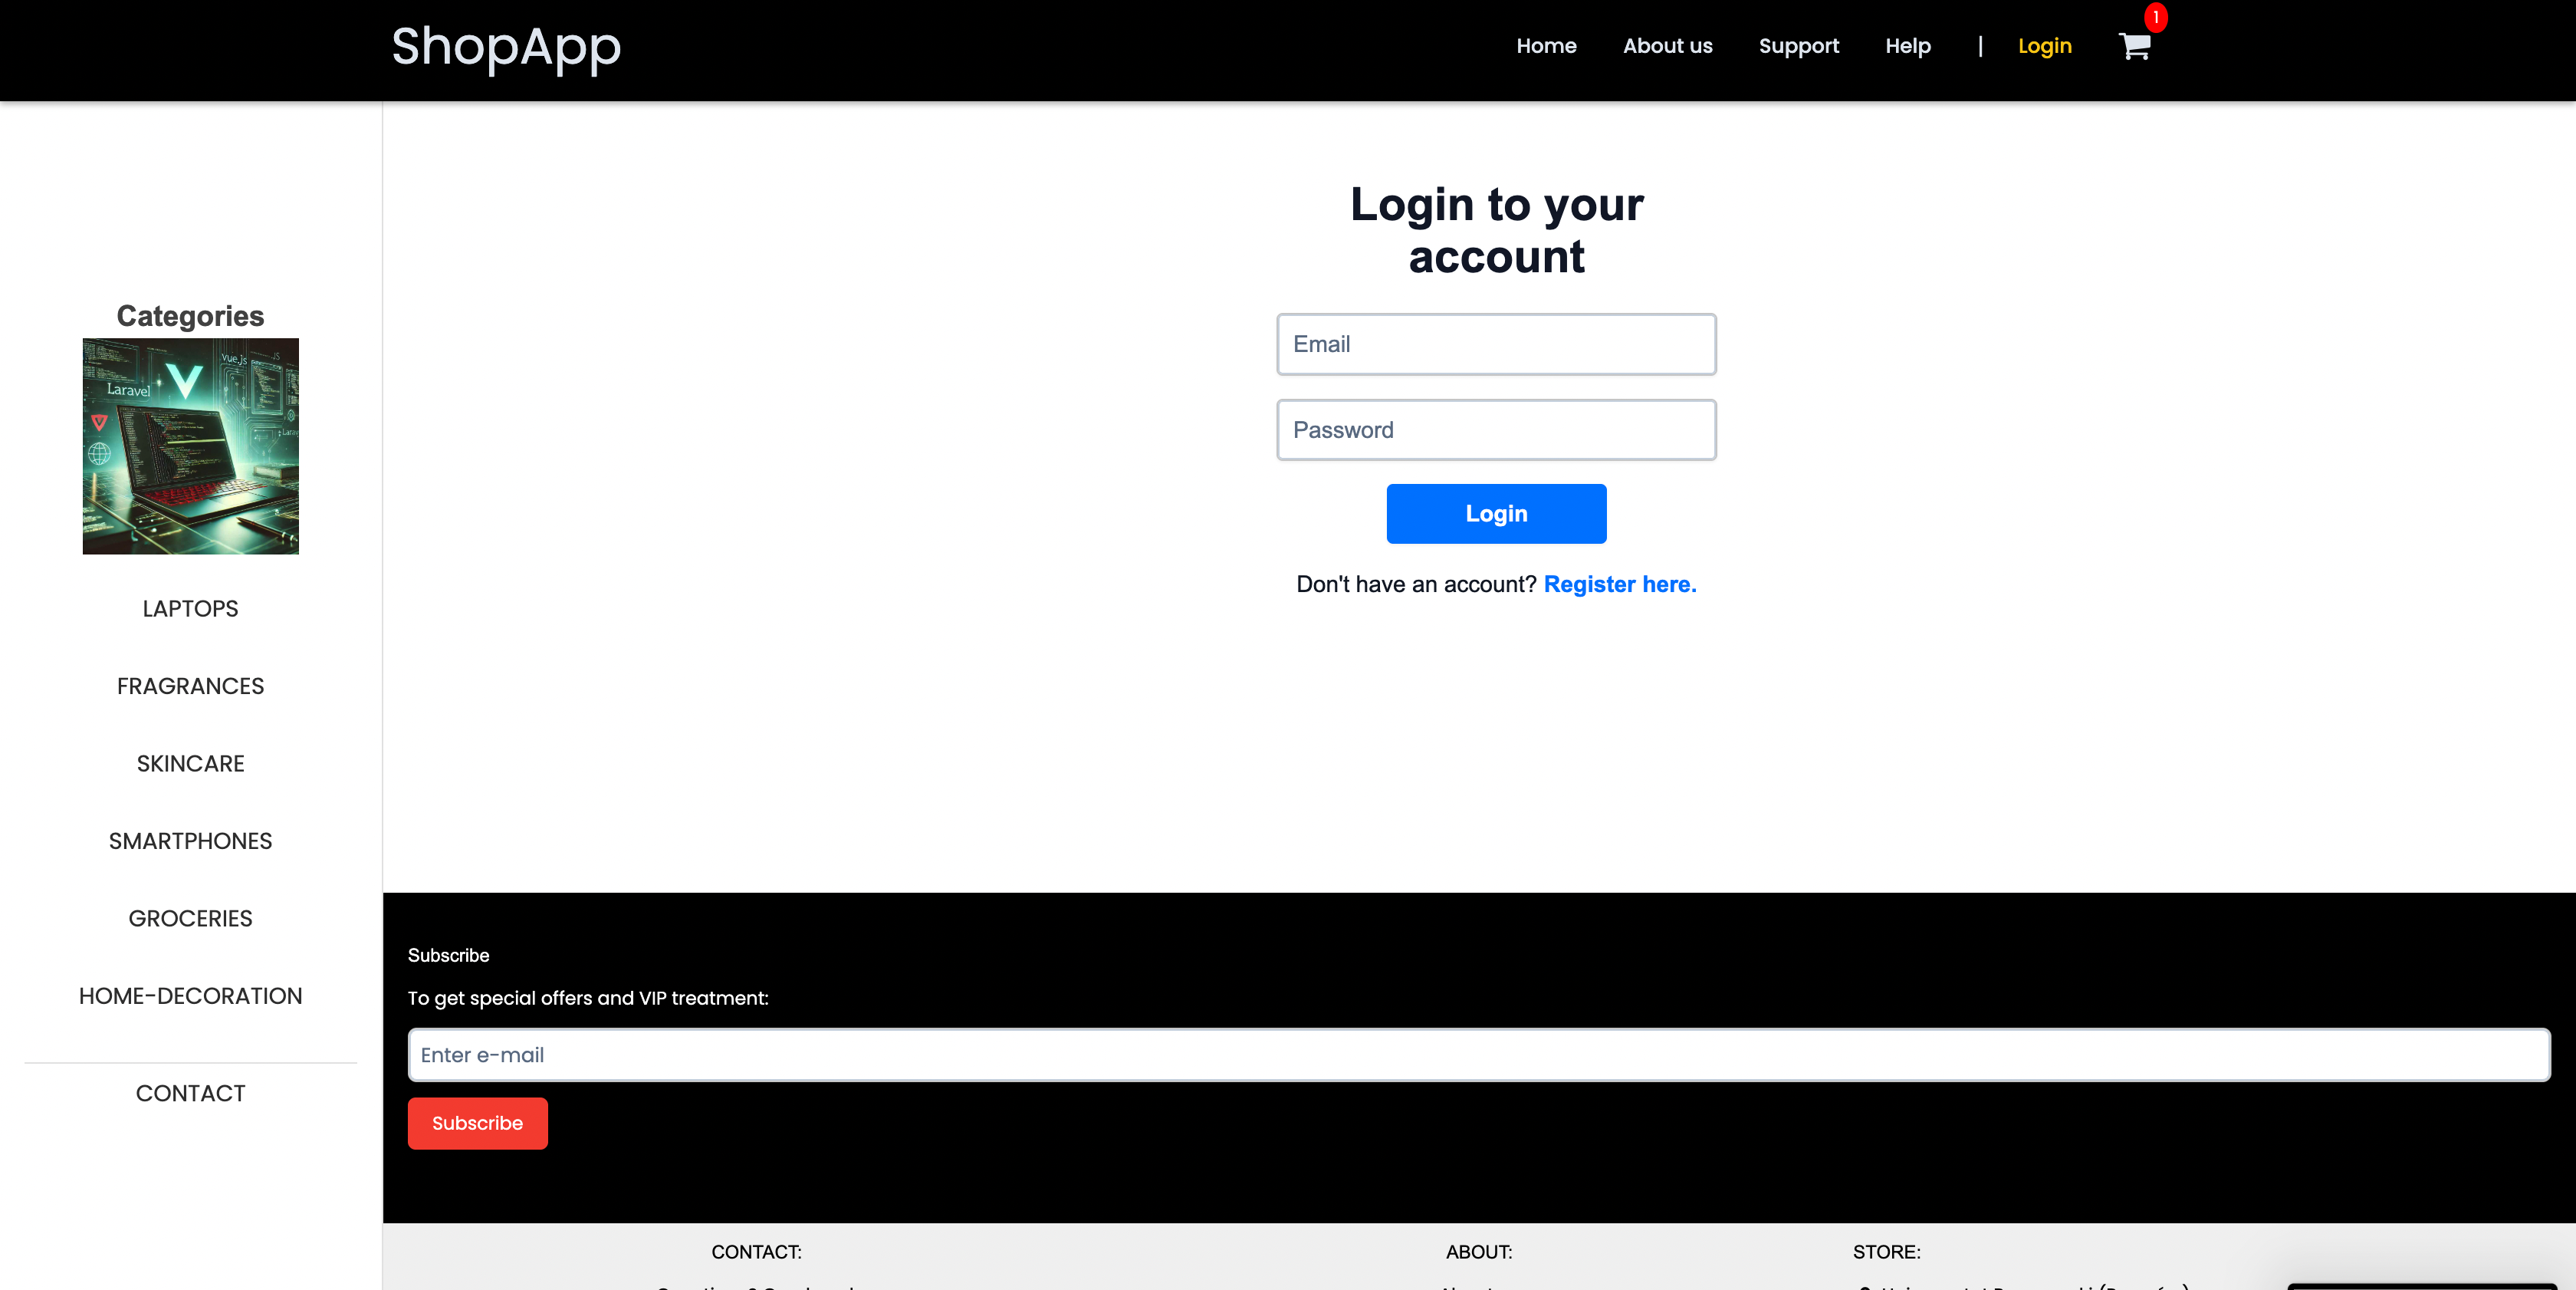 ShopApp
Home
About us
Support
Help
|
Login
1
Categories
Laravel
vue.js
JS
LAPTOPS
FRAGRANCES
SKINCARE
SMARTPHONES
GROCERIES
HOME-DECORATION
CONTACT
Login to your
account
Email
Password
Login
Don't have an account? Register here.
Subscribe
To get special offers and VIP treatment:
Enter e-mail
Subscribe
CONTACT:
ABOUT:
STORE: